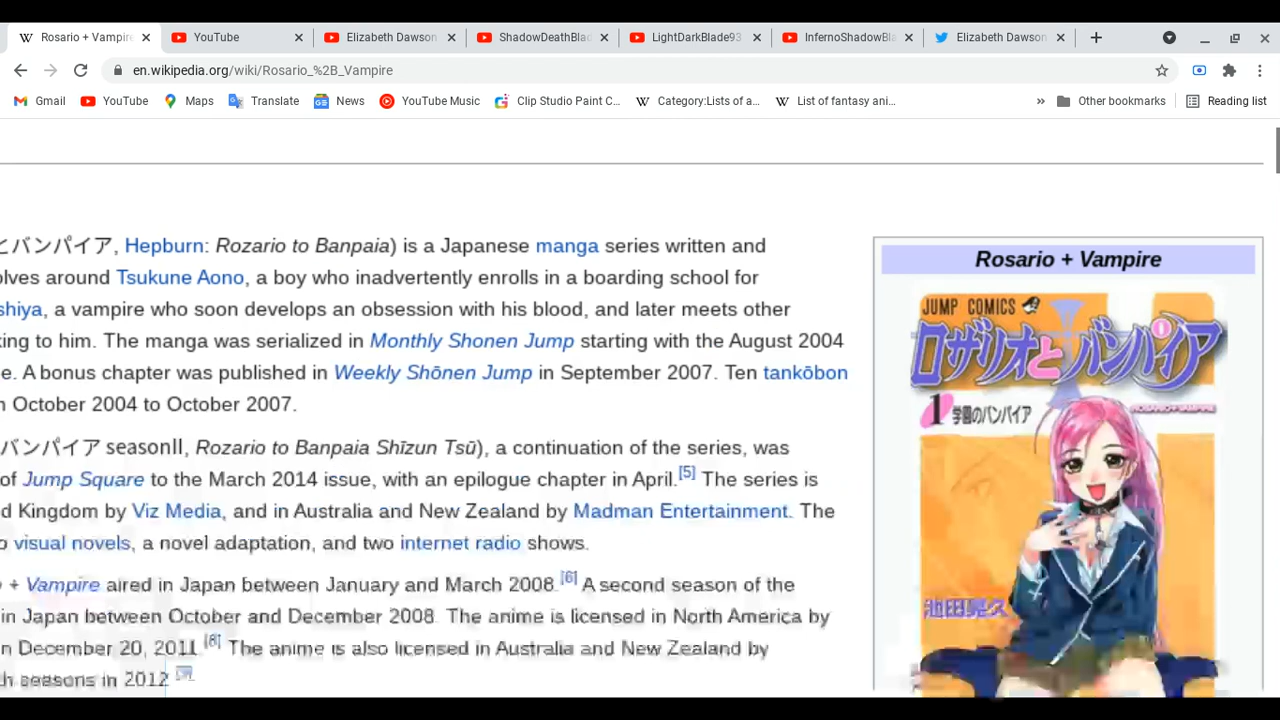 Rosario + Vampire
YouTube
Elizabeth Dawson
ShadowDeathBla
LightDarkBlade93
InfernoShadowBla
Elizabeth Dawson
en.wikipedia.org/wiki/Rosario_%2B_Vampire
Gmail
YouTube
Maps
Translate
News
YouTube Music
Clip Studio Paint C...
Category:Lists of a...
List of fantasy ani...
»
Other bookmarks
Reading list
とバンパイア, Hepburn: Rozario to Banpaia) is a Japanese manga series written and
olves around Tsukune Aono, a boy who inadvertently enrolls in a boarding school for
shiya, a vampire who soon develops an obsession with his blood, and later meets other
king to him. The manga was serialized in Monthly Shonen Jump starting with the August 2004
e. A bonus chapter was published in Weekly Shōnen Jump in September 2007. Ten tankōbon
n October 2004 to October 2007.
バンパイア seasonII, Rozario to Banpaia Shīzun Tsū), a continuation of the series, was
of Jump Square to the March 2014 issue, with an epilogue chapter in April.[5] The series is
d Kingdom by Viz Media, and in Australia and New Zealand by Madman Entertainment. The
o visual novels, a novel adaptation, and two internet radio shows.
+ Vampire aired in Japan between January and March 2008.[6] A second season of the
in Japan between October and December 2008. The anime is licensed in North America by
n December 20, 2011.[8] The anime is also licensed in Australia and New Zealand by
th seasons in 2012.
Rosario + Vampire
JUMP COMICS
ロザリオとバンパイア
1
学園のバンパイア
ROSARIO+VAMPIRE
池田晃久